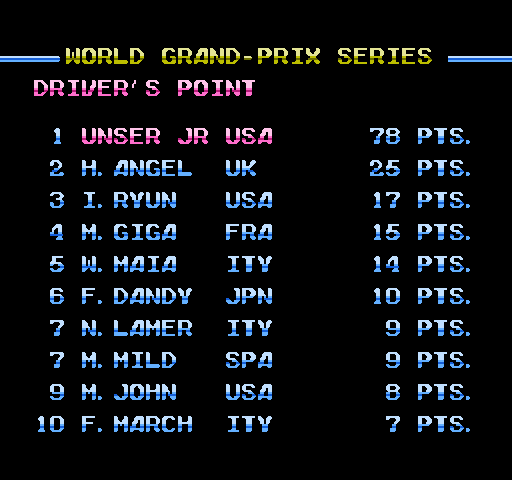 WORLD GRAND-PRIX SERIES
DRIVER'S POINT
1 UNSER JR USA 78 PTS.
2 H. ANGEL UK 25 PTS.
3 I. RYUN USA 17 PTS.
4 M. GIGA FRA 15 PTS.
5 W. MAIA ITY 14 PTS.
6 F. DANDY JPN 10 PTS.
7 N. LAMER ITY 9 PTS.
7 M. MILD SPA 9 PTS.
9 M. JOHN USA 8 PTS.
10 F. MARCH ITY 7 PTS.